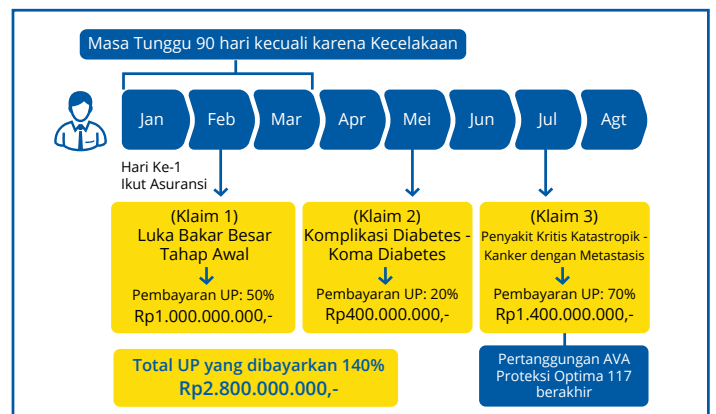 Masa Tunggu 90 hari kecuali karena Kecelakaan
Jan
Feb
Mar
Apr
Mei
Jun
Jul
Agt
Hari Ke-1
Ikut Asuransi
(Klaim 1)
Luka Bakar Besar
Tahap Awal
Pembayaran UP: 50%
Rp1.000.000.000,-
(Klaim 2)
Komplikasi Diabetes -
Koma Diabetes
Pembayaran UP: 20%
Rp400.000.000,-
(Klaim 3)
Penyakit Kritis Katastropik -
Kanker dengan Metastasis
Pembayaran UP: 70%
Rp1.400.000.000,-
Total UP yang dibayarkan 140%
Rp2.800.000.000,-
Pertanggungan AVA
Proteksi Optima 117
berakhir